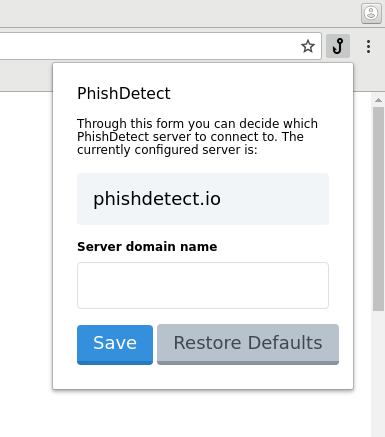 PhishDetect
Through this form you can decide which
PhishDetect server to connect to. The
currently configured server is:
phishdetect.io
Server domain name
Save
Restore Defaults